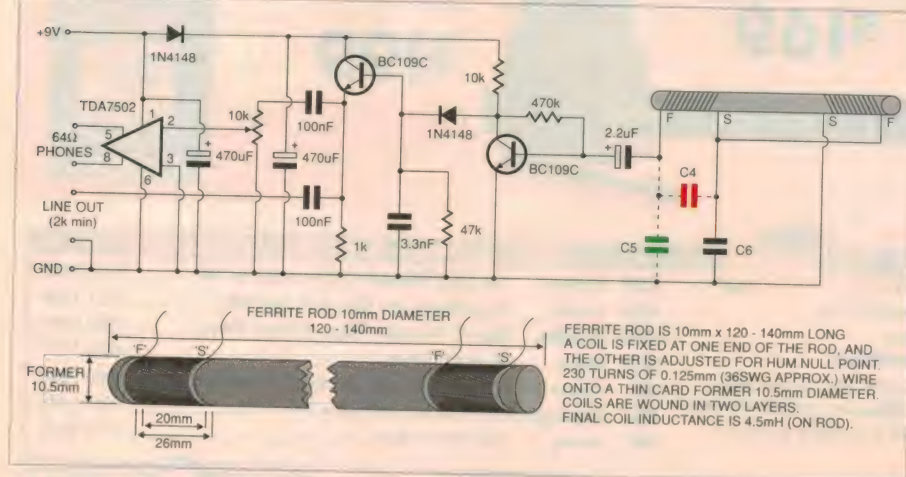 +9V
1N4148
BC109C
10k
TDA7502
1
2
10k
100nF
1N4148
470k
2.2uF
+
F
S
S
F
64Ω
PHONES
5
8
3
6
+
470uF
+
470uF
BC109C
C4
LINE OUT
(2k min)
100nF
1k
3.3nF
47k
C5
C6
GND
FERRITE ROD 10mm DIAMETER
120 - 140mm
'F'
'S'
'F'
'S'
FORMER
10.5mm
20mm
26mm
FERRITE ROD IS 10mm x 120 - 140mm LONG
A COIL IS FIXED AT ONE END OF THE ROD, AND
THE OTHER IS ADJUSTED FOR HUM NULL POINT.
230 TURNS OF 0.125mm (36SWG APPROX.) WIRE
ONTO A THIN CARD FORMER 10.5mm DIAMETER.
COILS ARE WOUND IN TWO LAYERS.
FINAL COIL INDUCTANCE IS 4.5mH (ON ROD).